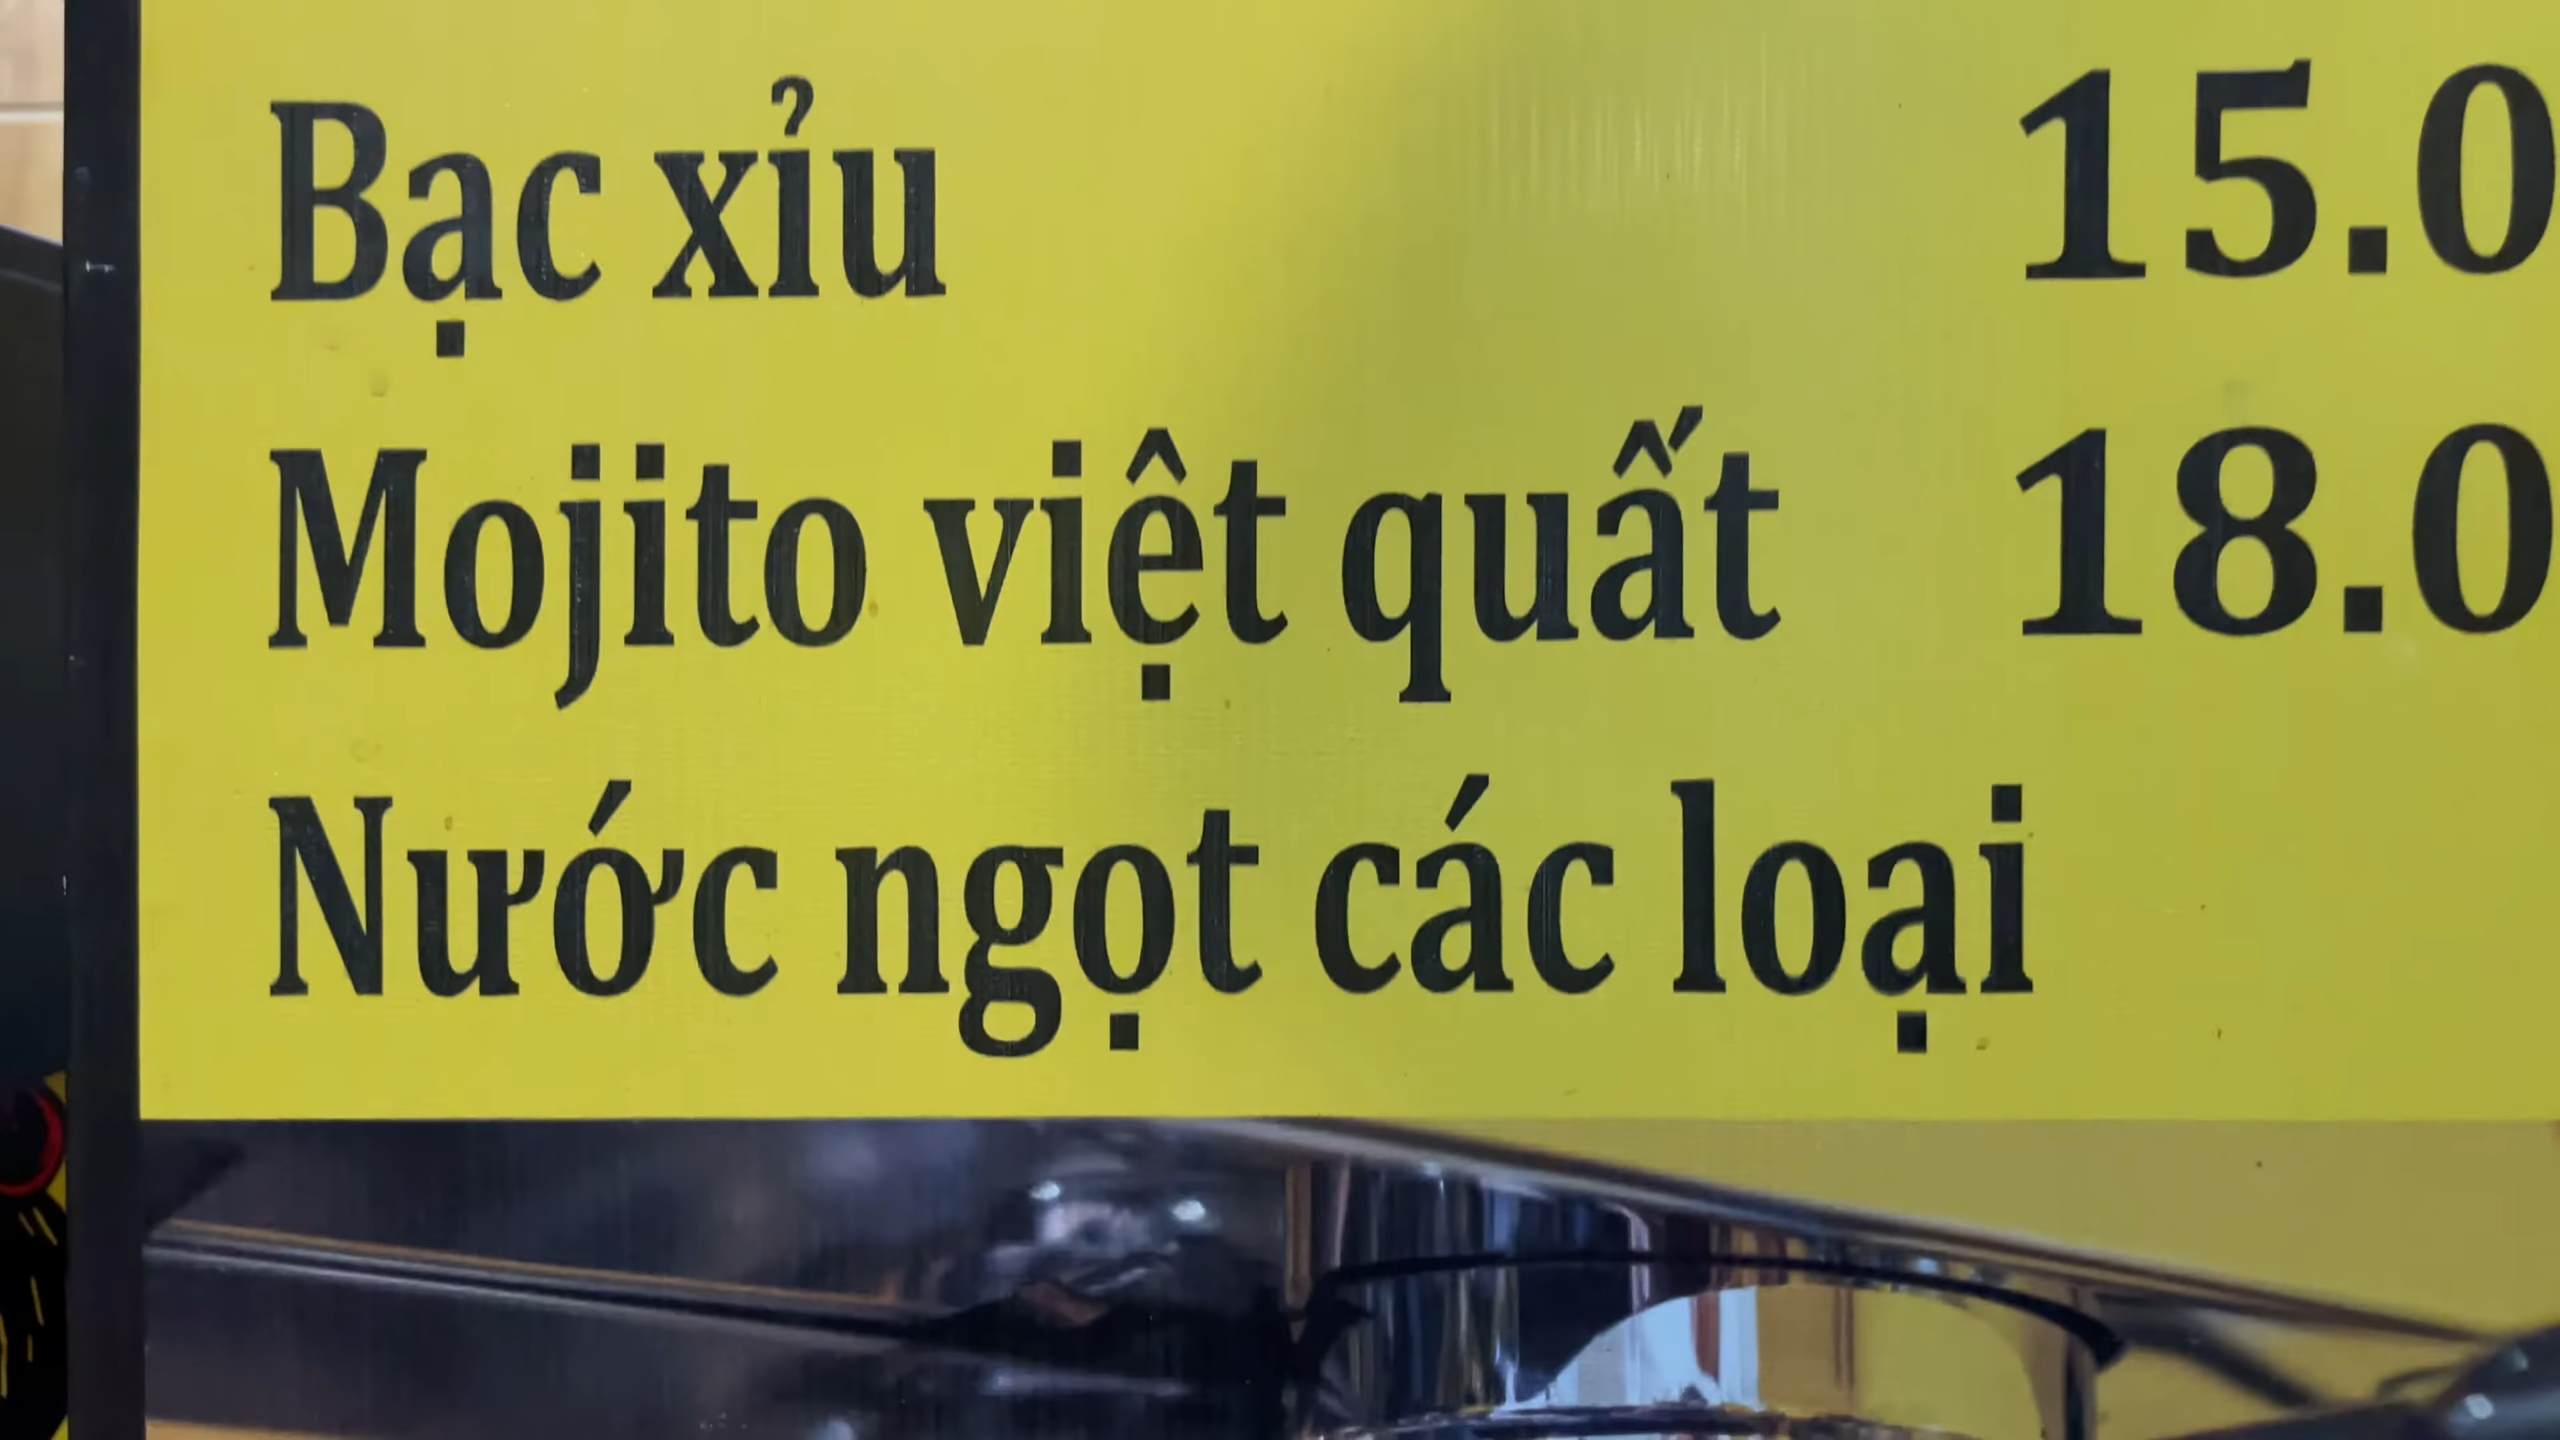 Bạc xỉu 15.0
Mojito việt quất 18.0
Nước ngọt các loại